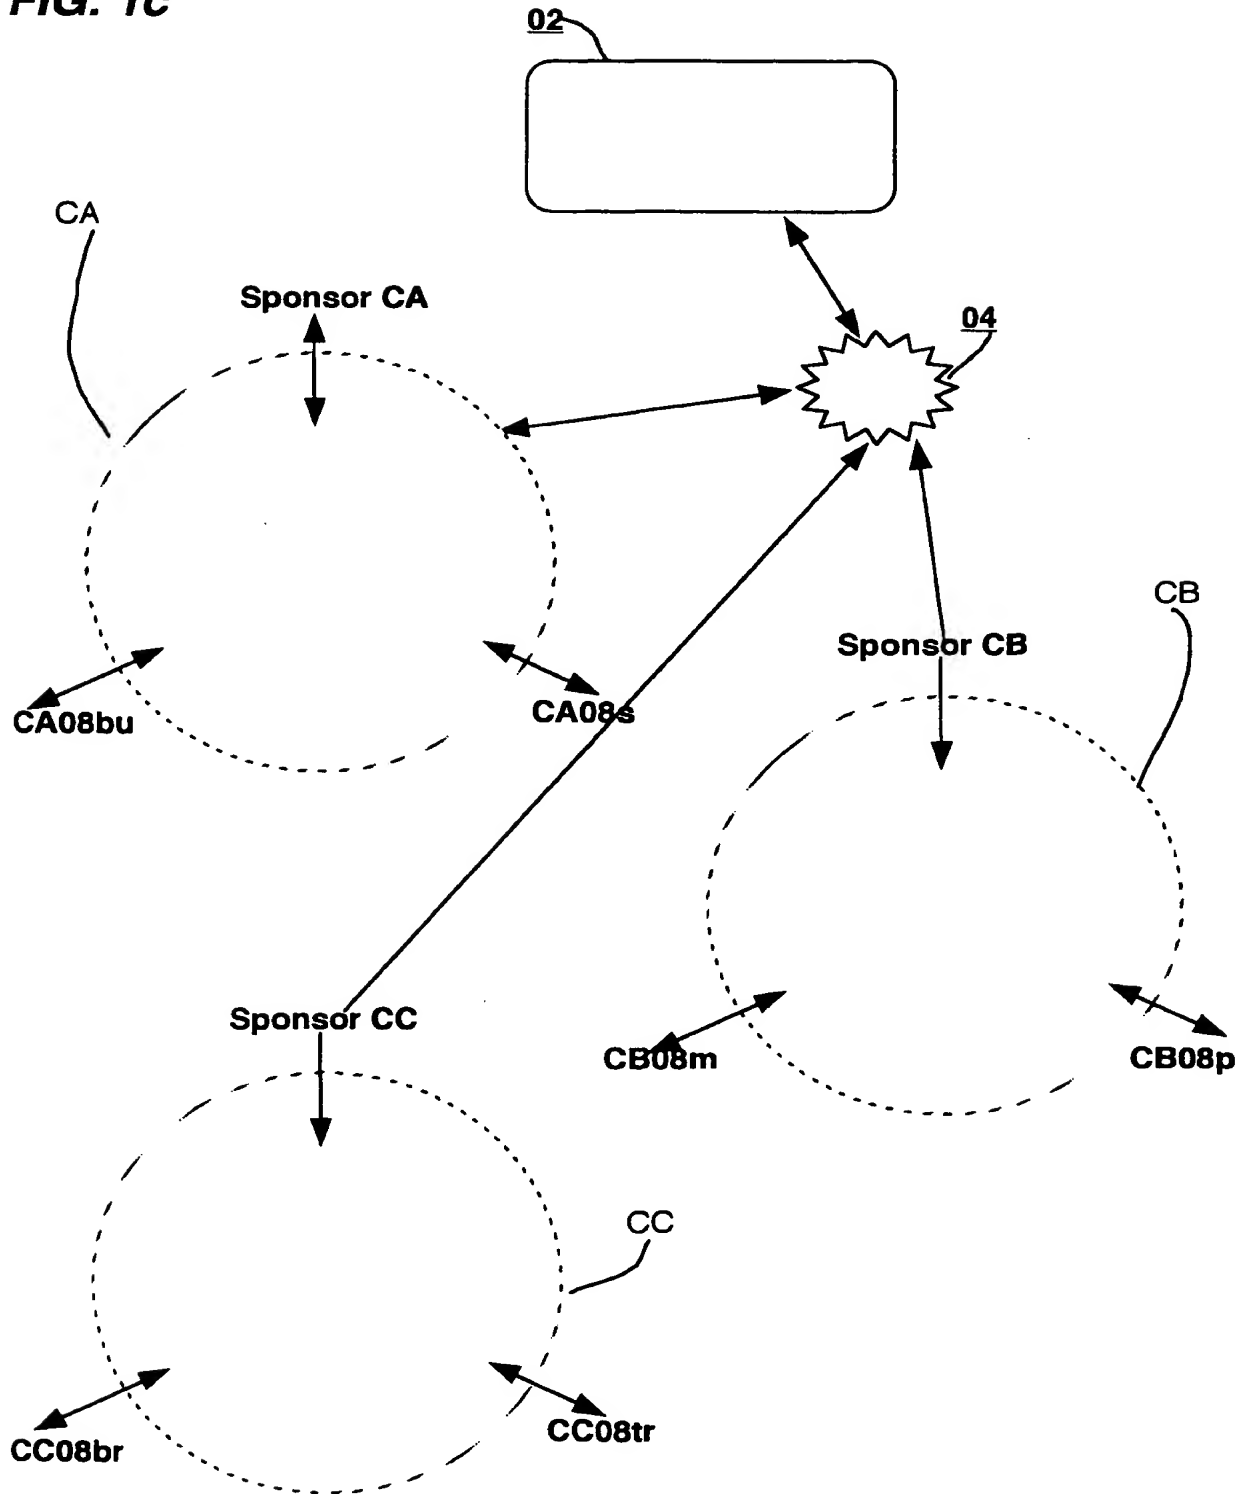 FIG. 1c
02
CA
Sponsor CA
04
CB
Sponsor CB
CA08bu
CA08s
Sponsor CC
CB08m
CB08p
CC
CC08br
CC08tr